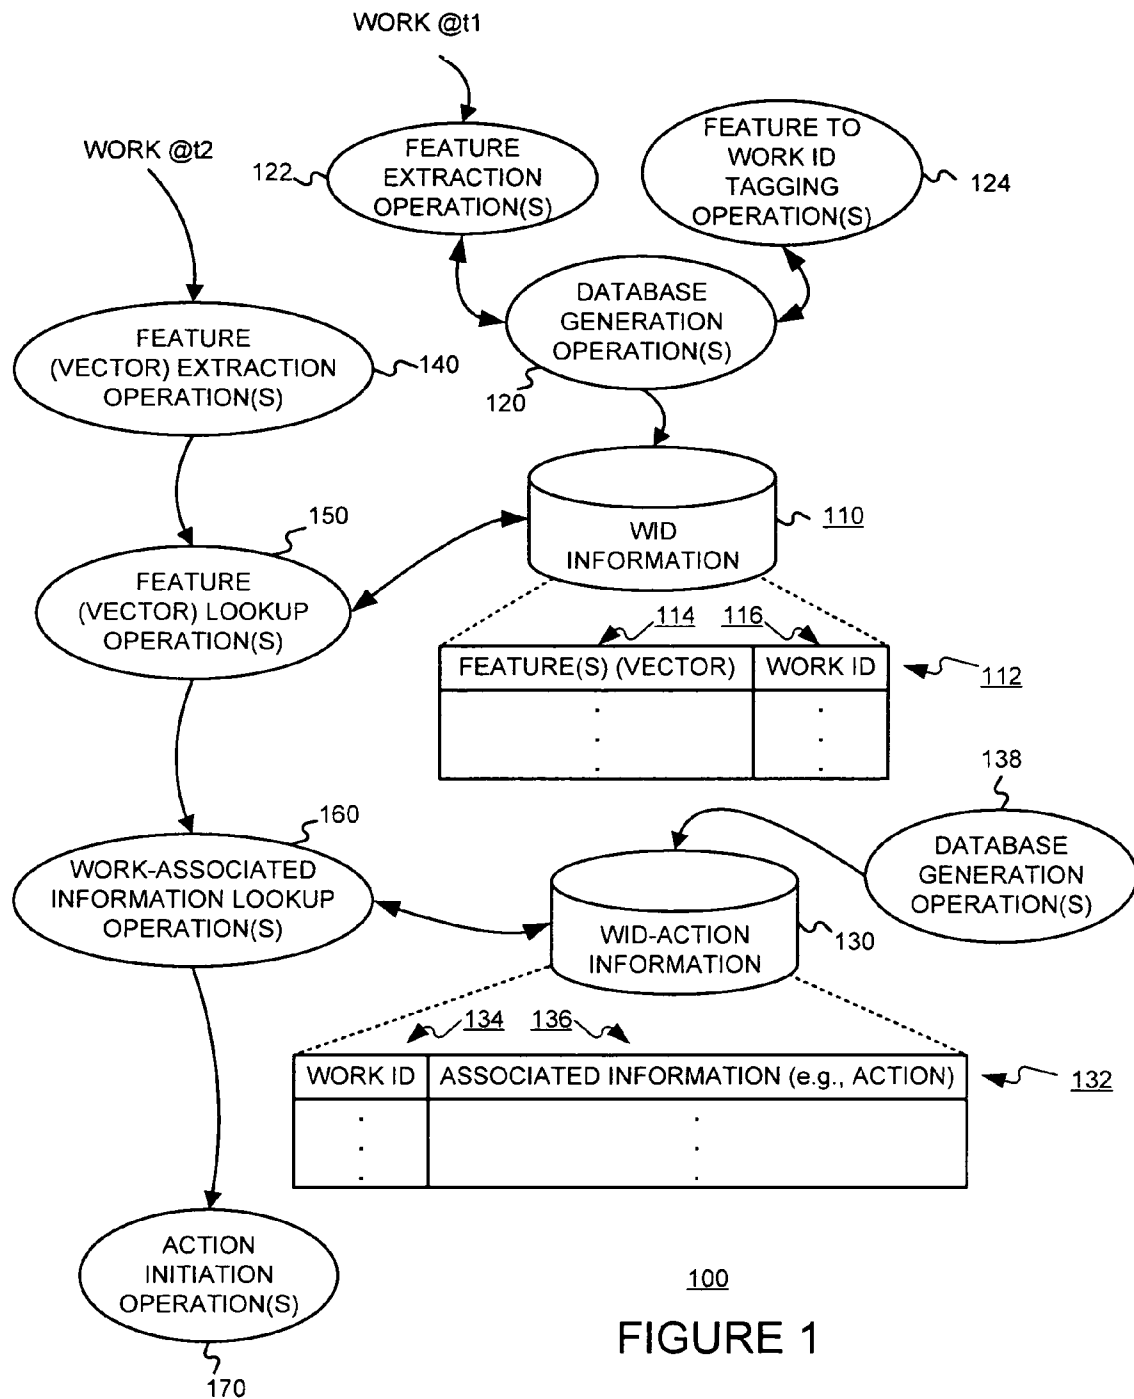 WORK @t1
WORK @t2
122
FEATURE
EXTRACTION
OPERATION(S)
FEATURE TO
WORK ID
TAGGING
OPERATION(S)
124
DATABASE
GENERATION
OPERATION(S)
120
FEATURE
(VECTOR) EXTRACTION
OPERATION(S)
140
150
FEATURE
(VECTOR) LOOKUP
OPERATION(S)
WID
INFORMATION
110
114
116
FEATURE(S) (VECTOR)
WORK ID
112
138
DATABASE
GENERATION
OPERATION(S)
160
WORK-ASSOCIATED
INFORMATION LOOKUP
OPERATION(S)
WID-ACTION
INFORMATION
130
134
136
WORK ID
ASSOCIATED INFORMATION (e.g., ACTION)
132
ACTION
INITIATION
OPERATION(S)
170
100
FIGURE 1